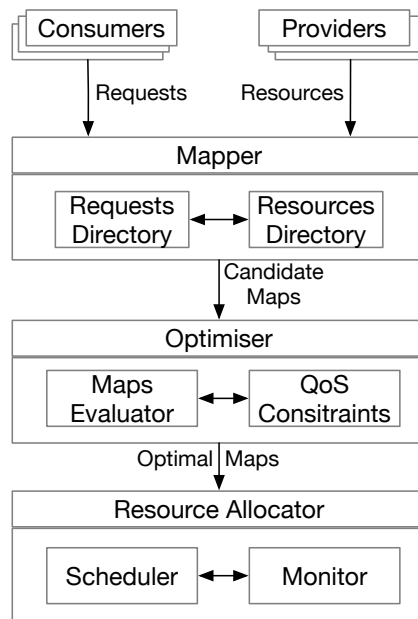 Consumers
Providers
Requests
Resources
Mapper
Requests
Directory
Resources
Directory
Candidate
Maps
Optimiser
Maps
Evaluator
QoS
Consitraints
Optimal Maps
Resource Allocator
Scheduler
Monitor